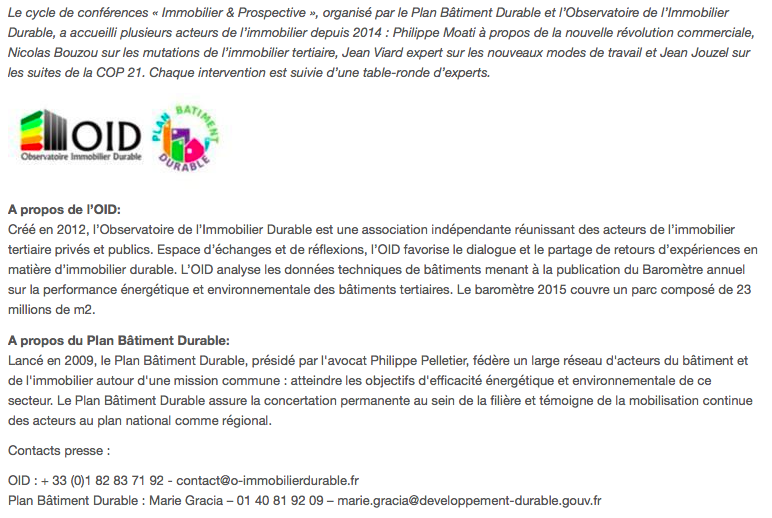 Le cycle de conférences « Immobilier & Prospective », organisé par le Plan Bâtiment Durable et l'Observatoire de l'Immobilier
Durable, a accueilli plusieurs acteurs de l'immobilier depuis 2014 : Philippe Moati à propos de la nouvelle révolution commerciale,
Nicolas Bouzou sur les mutations de l'immobilier tertiaire, Jean Viard expert sur les nouveaux modes de travail et Jean Jouzel sur
les suites de la COP 21. Chaque intervention est suivie d'une table-ronde d'experts.
OID
Observatoire Immobilier Durable
PLAN BATIMENT DURABLE
A propos de l'OID:
Créé en 2012, l'Observatoire de l'Immobilier Durable est une association indépendante réunissant des acteurs de l'immobilier
tertiaire privés et publics. Espace d'échanges et de réflexions, l'OID favorise le dialogue et le partage de retours d'expériences en
matière d'immobilier durable. L'OID analyse les données techniques de bâtiments menant à la publication du Baromètre annuel
sur la performance énergétique et environnementale des bâtiments tertiaires. Le baromètre 2015 couvre un parc composé de 23
millions de m2.
A propos du Plan Bâtiment Durable:
Lancé en 2009, le Plan Bâtiment Durable, présidé par l'avocat Philippe Pelletier, fédère un large réseau d'acteurs du bâtiment et
de l'immobilier autour d'une mission commune : atteindre les objectifs d'efficacité énergétique et environnementale de ce
secteur. Le Plan Bâtiment Durable assure la concertation permanente au sein de la filière et témoigne de la mobilisation continue
des acteurs au plan national comme régional.
Contacts presse :
OID : + 33 (0)1 82 83 71 92 - contact@o-immobilierdurable.fr
Plan Bâtiment Durable : Marie Gracia – 01 40 81 92 09 – marie.gracia@developpement-durable.gouv.fr